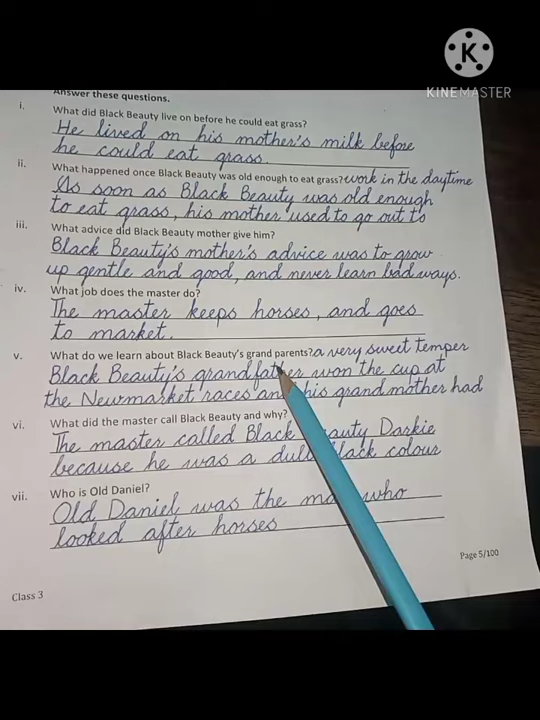 KINEMASTER
Answer these questions.
i. What did Black Beauty live on before he could eat grass?
He lived on his mother's milk before
he could eat grass.
ii. What happened once Black Beauty was old enough to eat grass? work in the daytime
As soon as Black Beauty was old enough
to eat grass, his mother used to go out to
iii. What advice did Black Beauty mother give him?
Black Beauty's mother's advice was to grow
up gentle and good, and never learn bad ways.
iv. What job does the master do?
The master keeps horses, and goes
to market.
v. What do we learn about Black Beauty's grand parents? a very sweet temper
Black Beauty's grandfather won the cup at
the Newmarket races and his grandmother had
vi. What did the master call Black Beauty and why?
The master called Black Beauty Darkie
because he was a dull black colour
vii. Who is Old Daniel?
Old Daniel was the man who
looked after horses
Page 5/100
Class 3